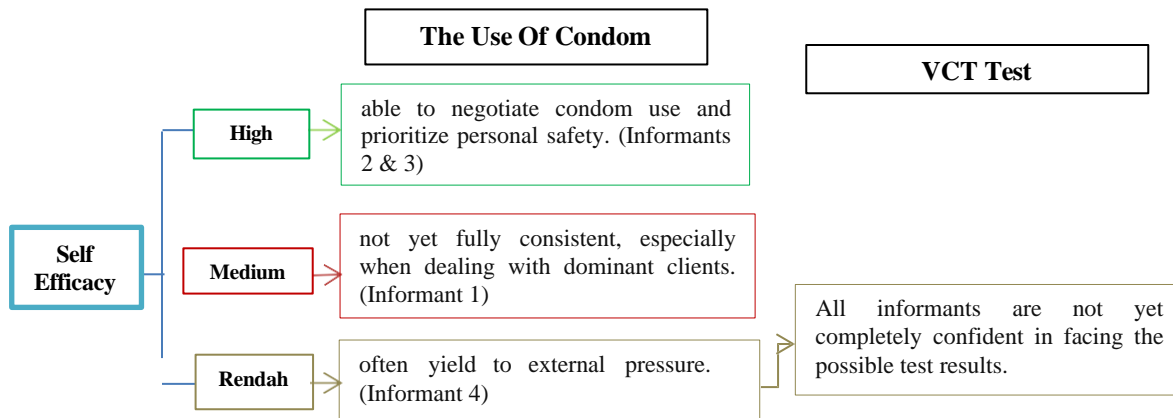 The Use Of Condom
VCT Test
High
able to negotiate condom use and
prioritize personal safety. (Informants
2 & 3)
Self
Efficacy
Medium
not yet fully consistent, especially
when dealing with dominant clients.
(Informant 1)
Rendah
often yield to external pressure.
(Informant 4)
All informants are not yet
completely confident in facing the
possible test results.